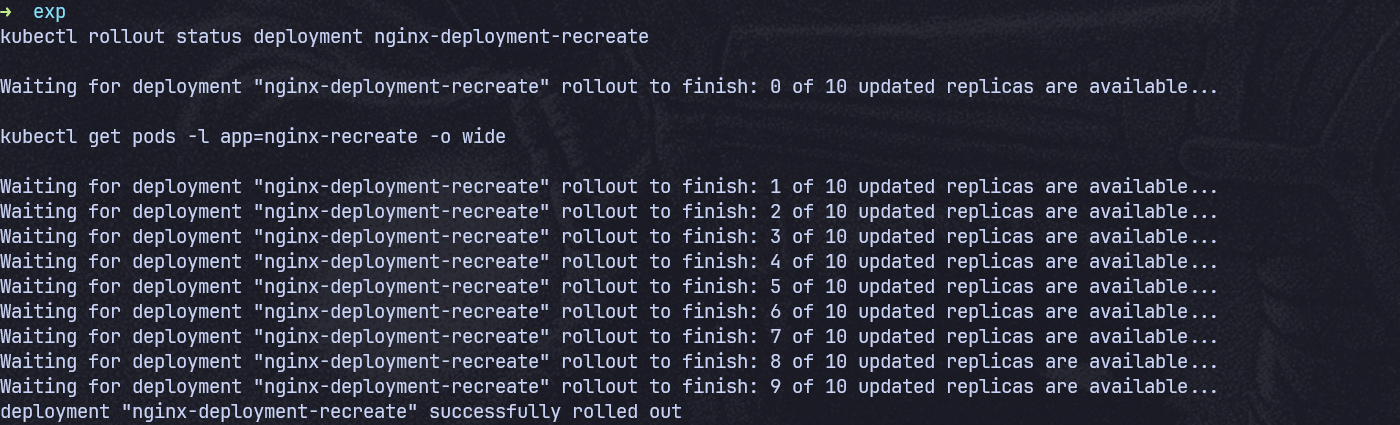 → exp
kubectl rollout status deployment nginx-deployment-recreate
Waiting for deployment "nginx-deployment-recreate" rollout to finish: 0 of 10 updated replicas are available...
kubectl get pods -l app=nginx-recreate -o wide
Waiting for deployment "nginx-deployment-recreate" rollout to finish: 1 of 10 updated replicas are available...
Waiting for deployment "nginx-deployment-recreate" rollout to finish: 2 of 10 updated replicas are available...
Waiting for deployment "nginx-deployment-recreate" rollout to finish: 3 of 10 updated replicas are available...
Waiting for deployment "nginx-deployment-recreate" rollout to finish: 4 of 10 updated replicas are available...
Waiting for deployment "nginx-deployment-recreate" rollout to finish: 5 of 10 updated replicas are available...
Waiting for deployment "nginx-deployment-recreate" rollout to finish: 6 of 10 updated replicas are available...
Waiting for deployment "nginx-deployment-recreate" rollout to finish: 7 of 10 updated replicas are available...
Waiting for deployment "nginx-deployment-recreate" rollout to finish: 8 of 10 updated replicas are available...
Waiting for deployment "nginx-deployment-recreate" rollout to finish: 9 of 10 updated replicas are available...
deployment "nginx-deployment-recreate" successfully rolled out